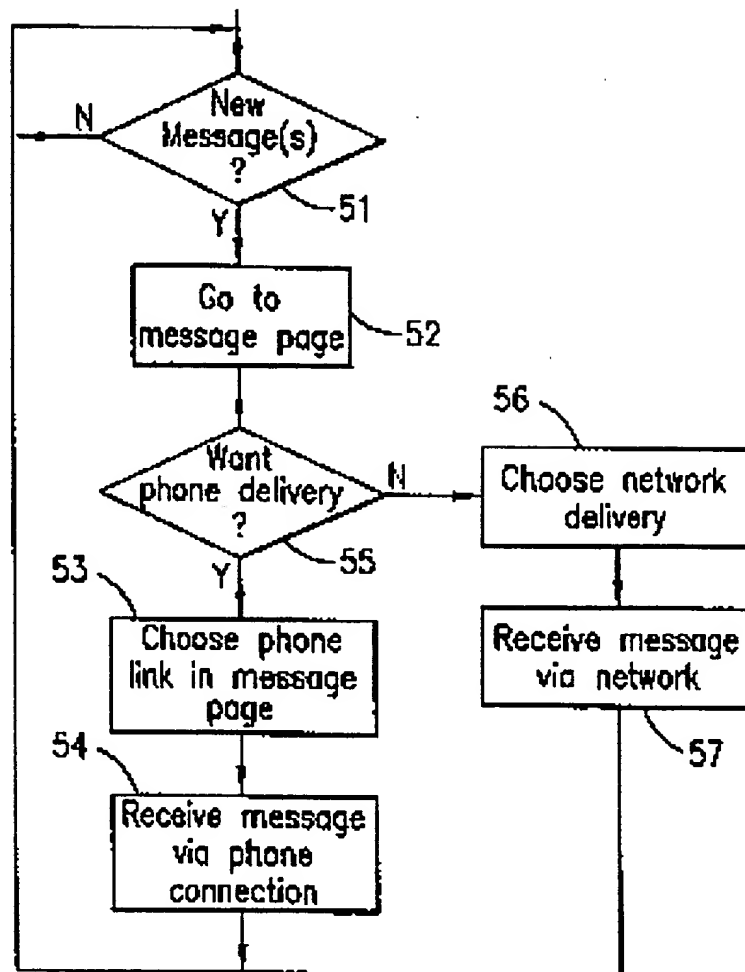 New
Message(s)
?
N
51
Y
Go to
message page
52
Want
phone delivery
?
N
55
Y
56
Choose network
delivery
53
Choose phone
link in message
page
Receive message
via network
57
54
Receive message
via phone
connection